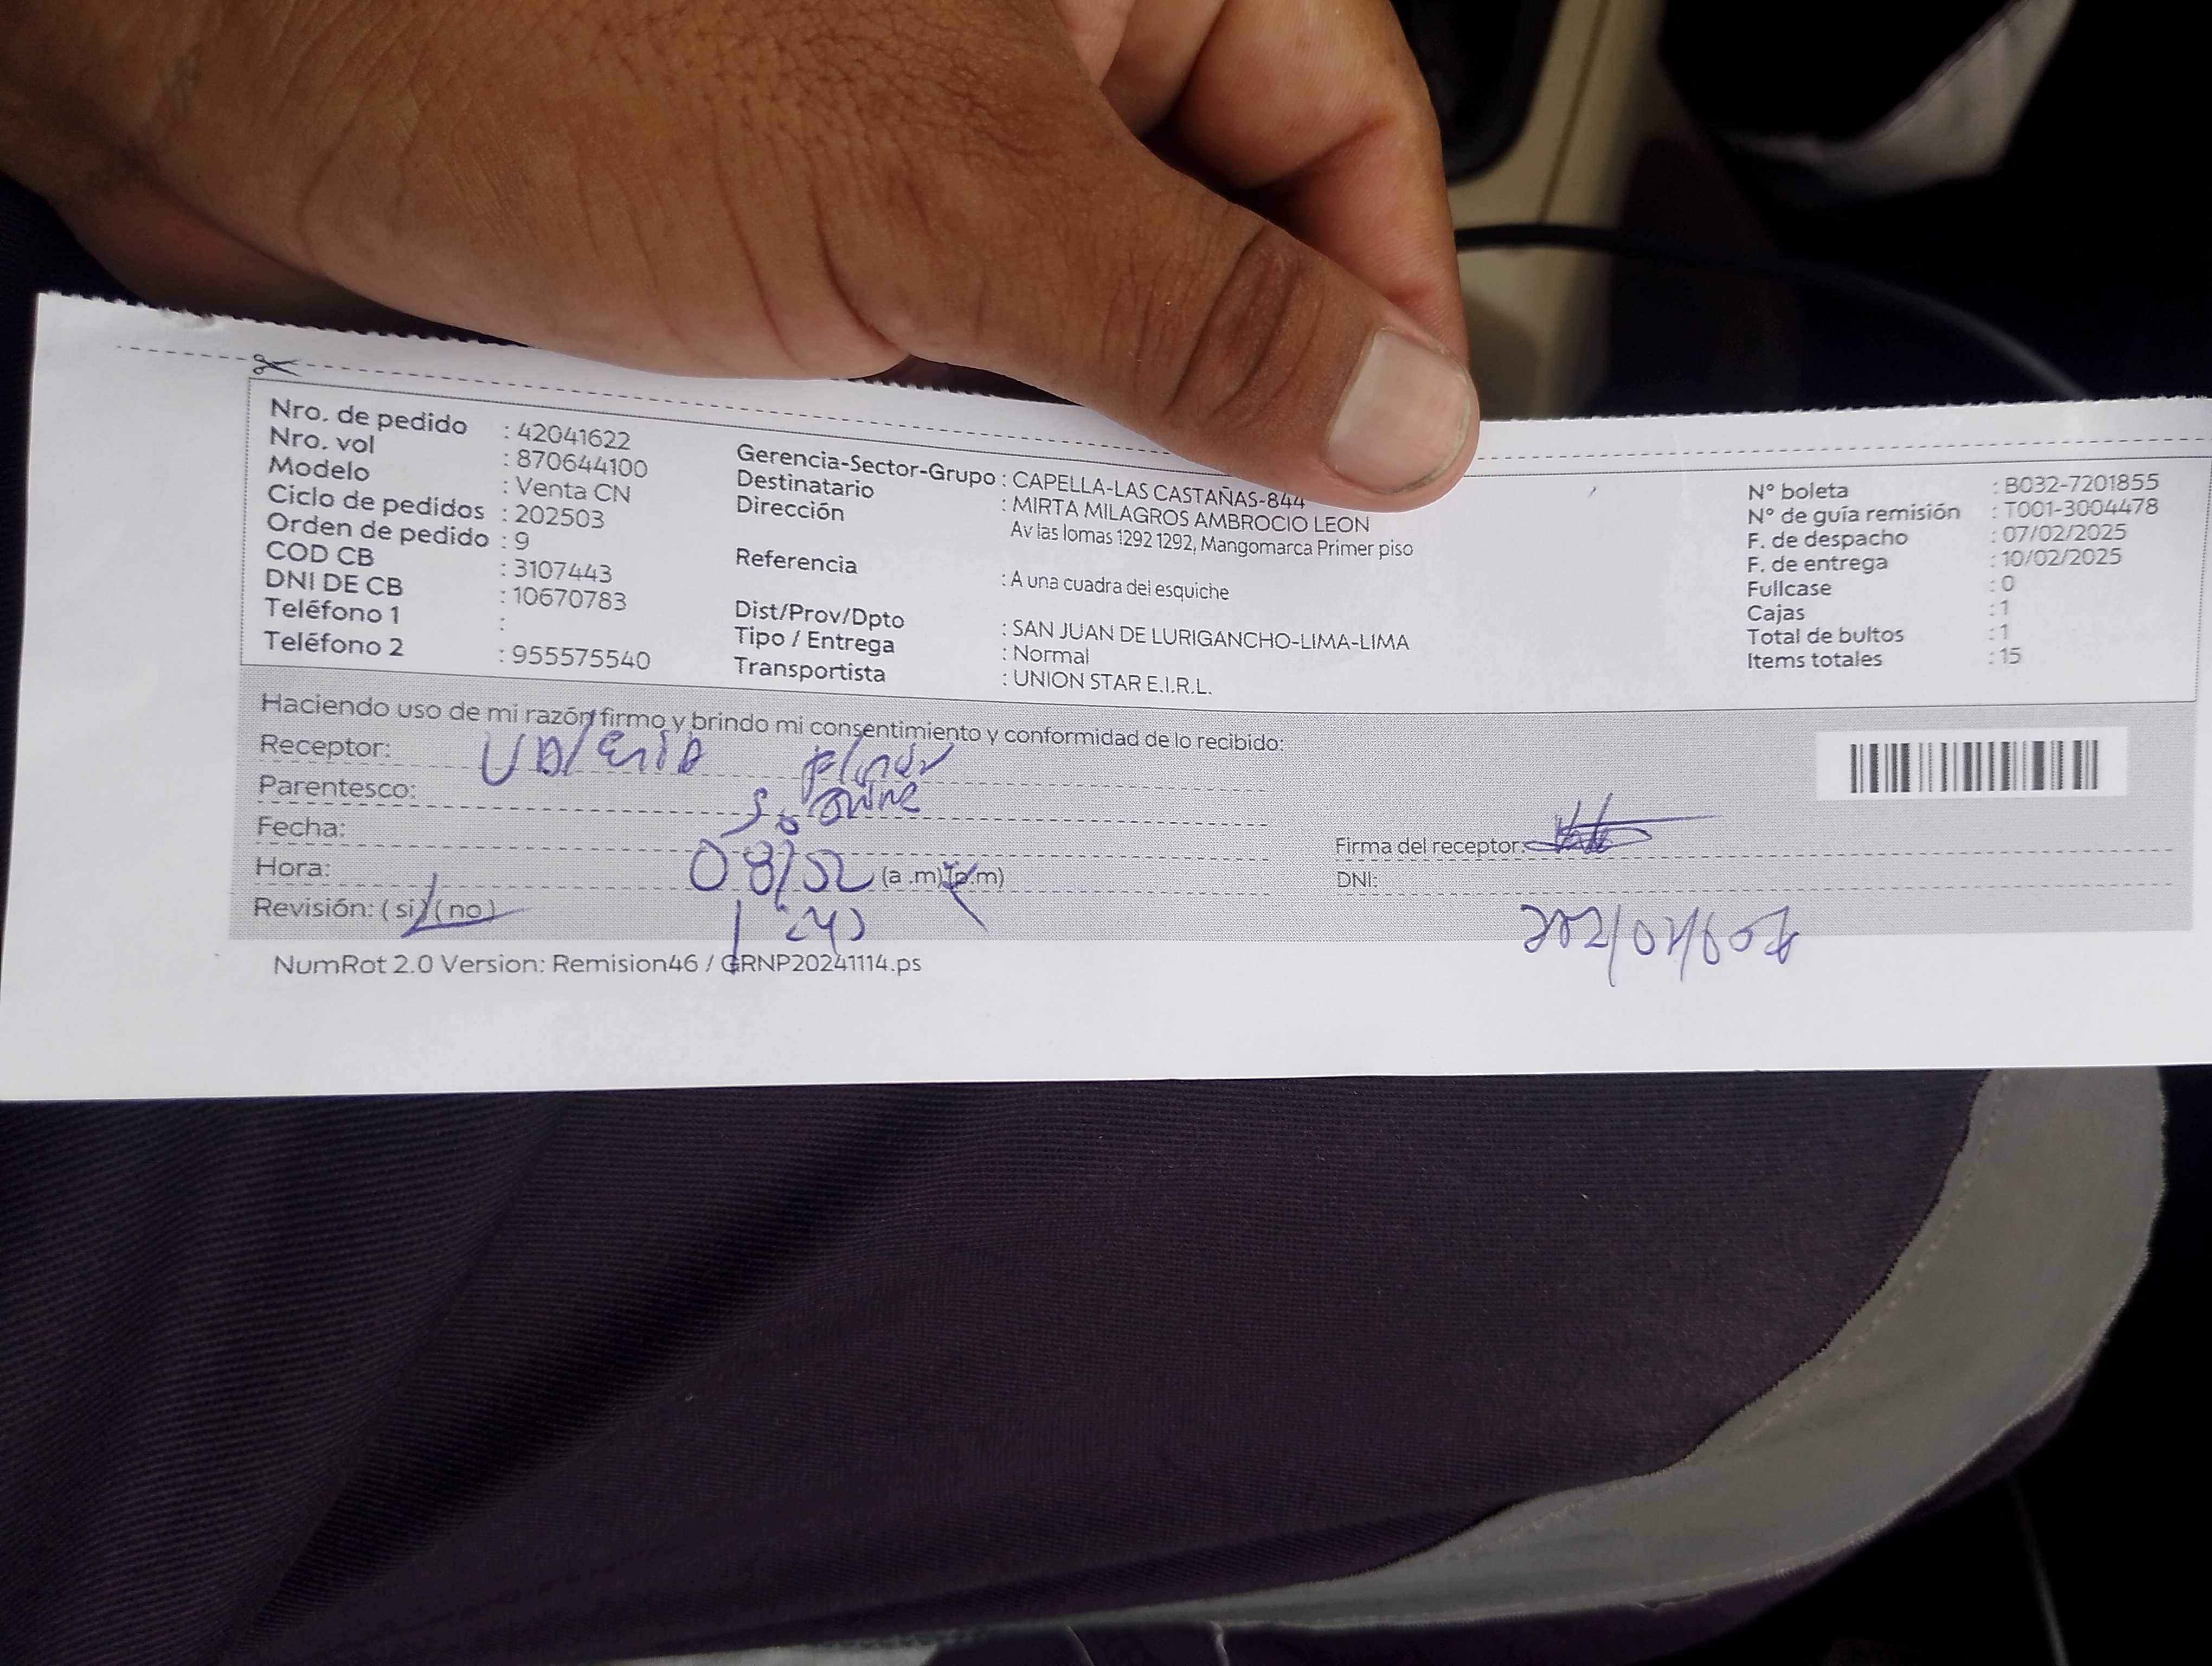 Nro. de pedido : 42041622
Nro. vol : 870644100
Modelo : Venta CN
Ciclo de pedidos : 202503
Orden de pedido : 9
COD CB : 3107443
DNI DE CB : 10670783
Teléfono 1 :
Teléfono 2 : 955575540
Gerencia-Sector-Grupo : CAPELLA-LAS CASTAÑAS-844
Destinatario : MIRTA MILAGROS AMBROCIO LEON
Dirección Av las lomas 1292 1292, Mangomarca Primer piso
Referencia : A una cuadra del esquiche
Dist/Prov/Dpto : SAN JUAN DE LURIGANCHO-LIMA-LIMA
Tipo / Entrega : Normal
Transportista : UNION STAR E.I.R.L.
N° boleta : B032-7201855
N° de guía remisión : T001-3004478
F. de despacho : 07/02/2025
F. de entrega : 10/02/2025
Fullcase : 0
Cajas : 1
Total de bultos : 1
Items totales : 15
Haciendo uso de mi razón firmo y brindo mi consentimiento y conformidad de lo recibido:
Receptor: Valeria
Parentesco:
Fecha:
Hora: (a .m) (p.m)
Revisión: ( si ) ( no )
Firma del receptor:
DNI:
NumRot 2.0 Version: Remision46 / GRNP20241114.ps